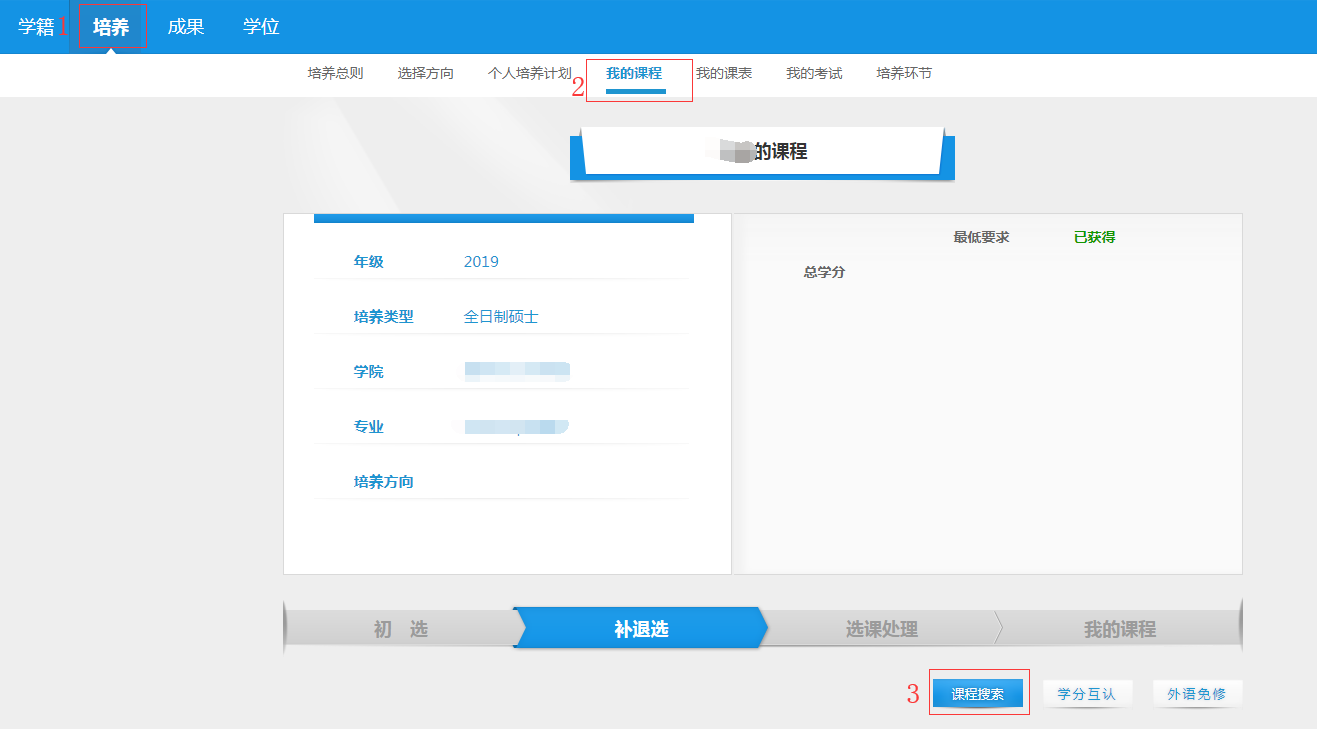 学籍 1 培养 成果 学位
培养总则 选择方向 个人培养计划 2 我的课程 我的课表 我的考试 培养环节
的课程
年级 2019
培养类型 全日制硕士
学院
专业
培养方向
最低要求 已获得
总学分
初 选 补退选 选课处理 我的课程
3 课程搜索 学分互认 外语免修